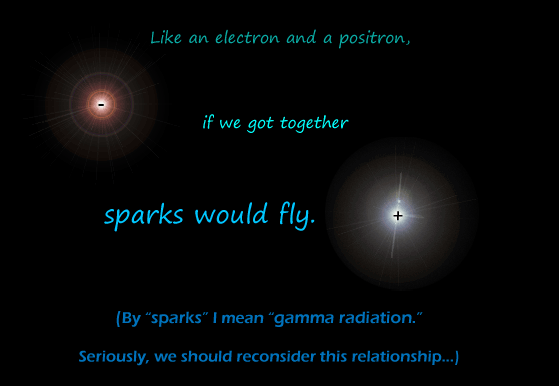 Like an electron and a positron,
-
if we got together
sparks would fly.
+
(By “sparks” I mean “gamma radiation.”
Seriously, we should reconsider this relationship...)